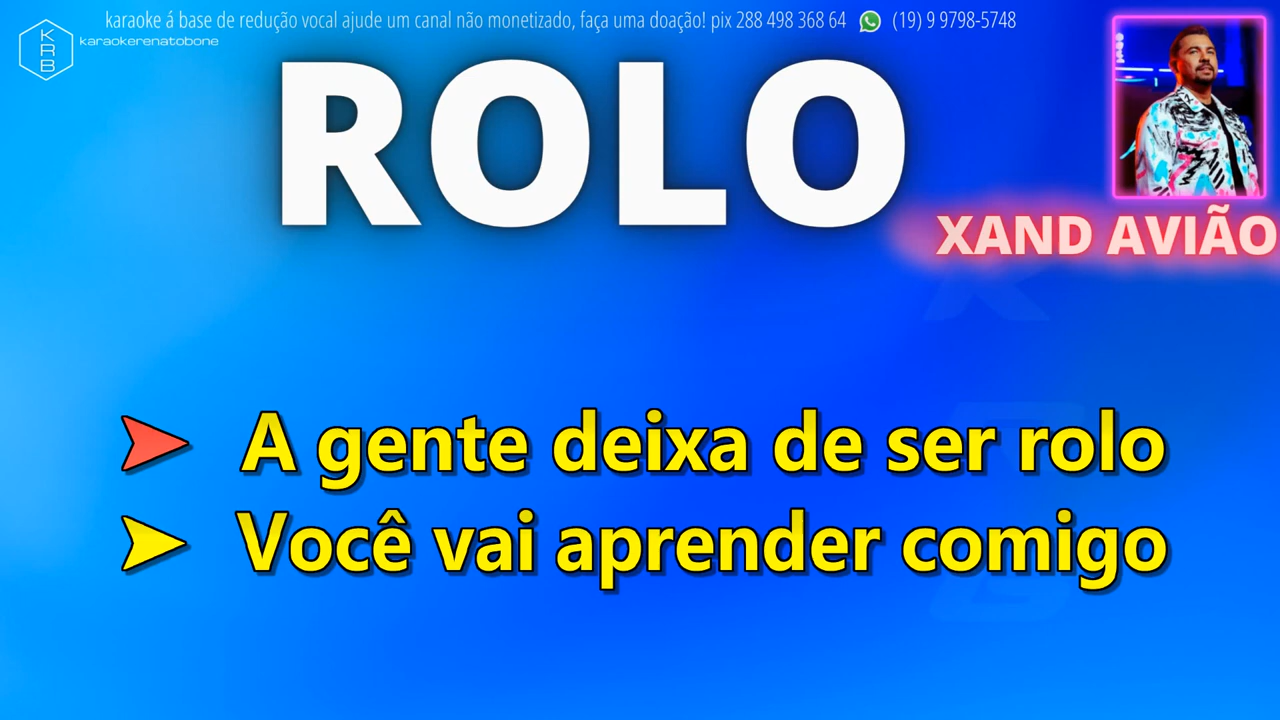 karaoke á base de redução vocal ajude um canal não monetizado, faça uma doação! pix 288 498 368 64 (19) 9 9798-5748
K
R
B
karaokerenatobone
ROLO
XAND AVIÃO
A gente deixa de ser rolo
Você vai aprender comigo